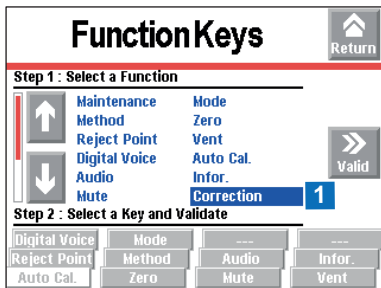 Function Keys
Return
Step 1 : Select a Function
Maintenance Mode
Method Zero
Reject Point Vent
Digital Voice Auto Cal.
Audio Infor.
Mute Correction 1
Valid
Step 2 : Select a Key and Validate
Digital Voice Mode --- ---
Reject Point Method Audio Infor.
Auto Cal. Zero Mute Vent